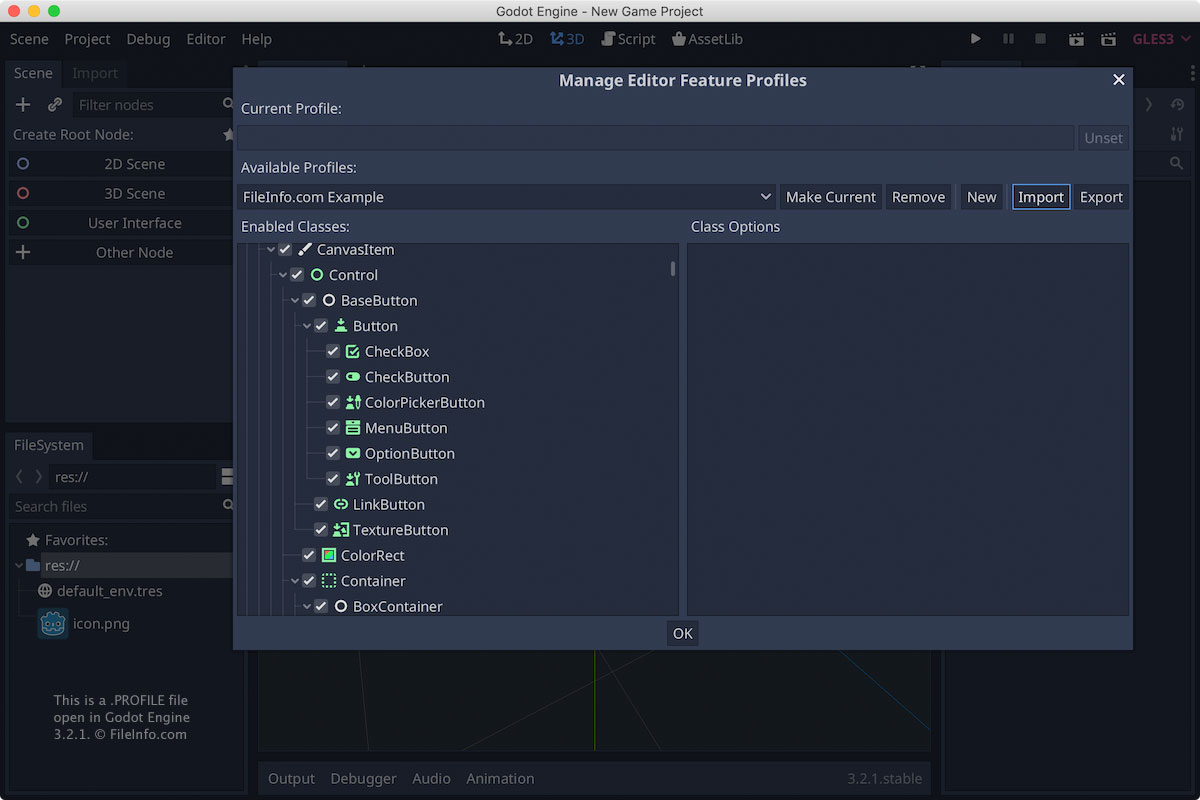 Godot Engine - New Game Project
Scene Project Debug Editor Help 2D 3D Script AssetLib GLES3
Scene Import
Filter nodes
Create Root Node:
2D Scene
3D Scene
User Interface
Other Node
FileSystem
res://
Search files
Favorites:
res://
default_env.tres
icon.png
This is a .PROFILE file
open in Godot Engine
3.2.1. © FileInfo.com
Manage Editor Feature Profiles
Current Profile:
Unset
Available Profiles:
FileInfo.com Example Make Current Remove New Import Export
Enabled Classes: Class Options
CanvasItem
Control
BaseButton
Button
CheckBox
CheckButton
ColorPickerButton
MenuButton
OptionButton
ToolButton
LinkButton
TextureButton
ColorRect
Container
BoxContainer
OK
Output Debugger Audio Animation 3.2.1.stable